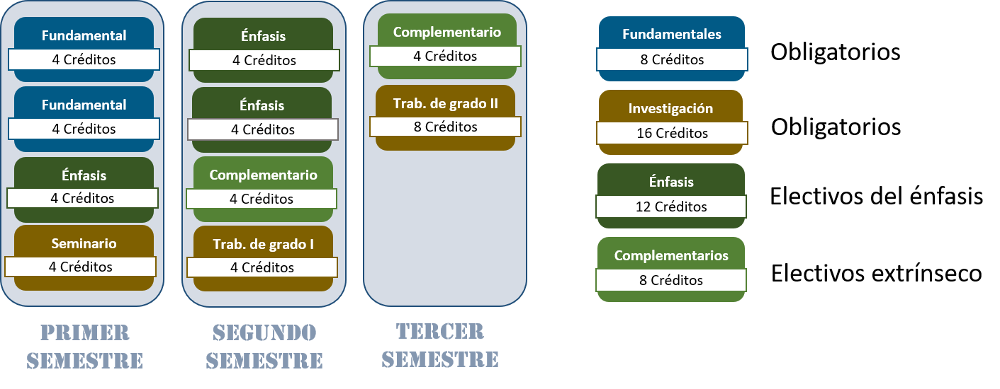 Fundamental
4 Créditos
Fundamental
4 Créditos
Énfasis
4 Créditos
Seminario
4 Créditos
PRIMER
SEMESTRE
Énfasis
4 Créditos
Énfasis
4 Créditos
Complementario
4 Créditos
Trab. de grado I
4 Créditos
SEGUNDO
SEMESTRE
Complementario
4 Créditos
Trab. de grado II
8 Créditos
TERCER
SEMESTRE
Fundamentales
8 Créditos
Obligatorios
Investigación
16 Créditos
Obligatorios
Énfasis
12 Créditos
Electivos del énfasis
Complementarios
8 Créditos
Electivos extrínseco